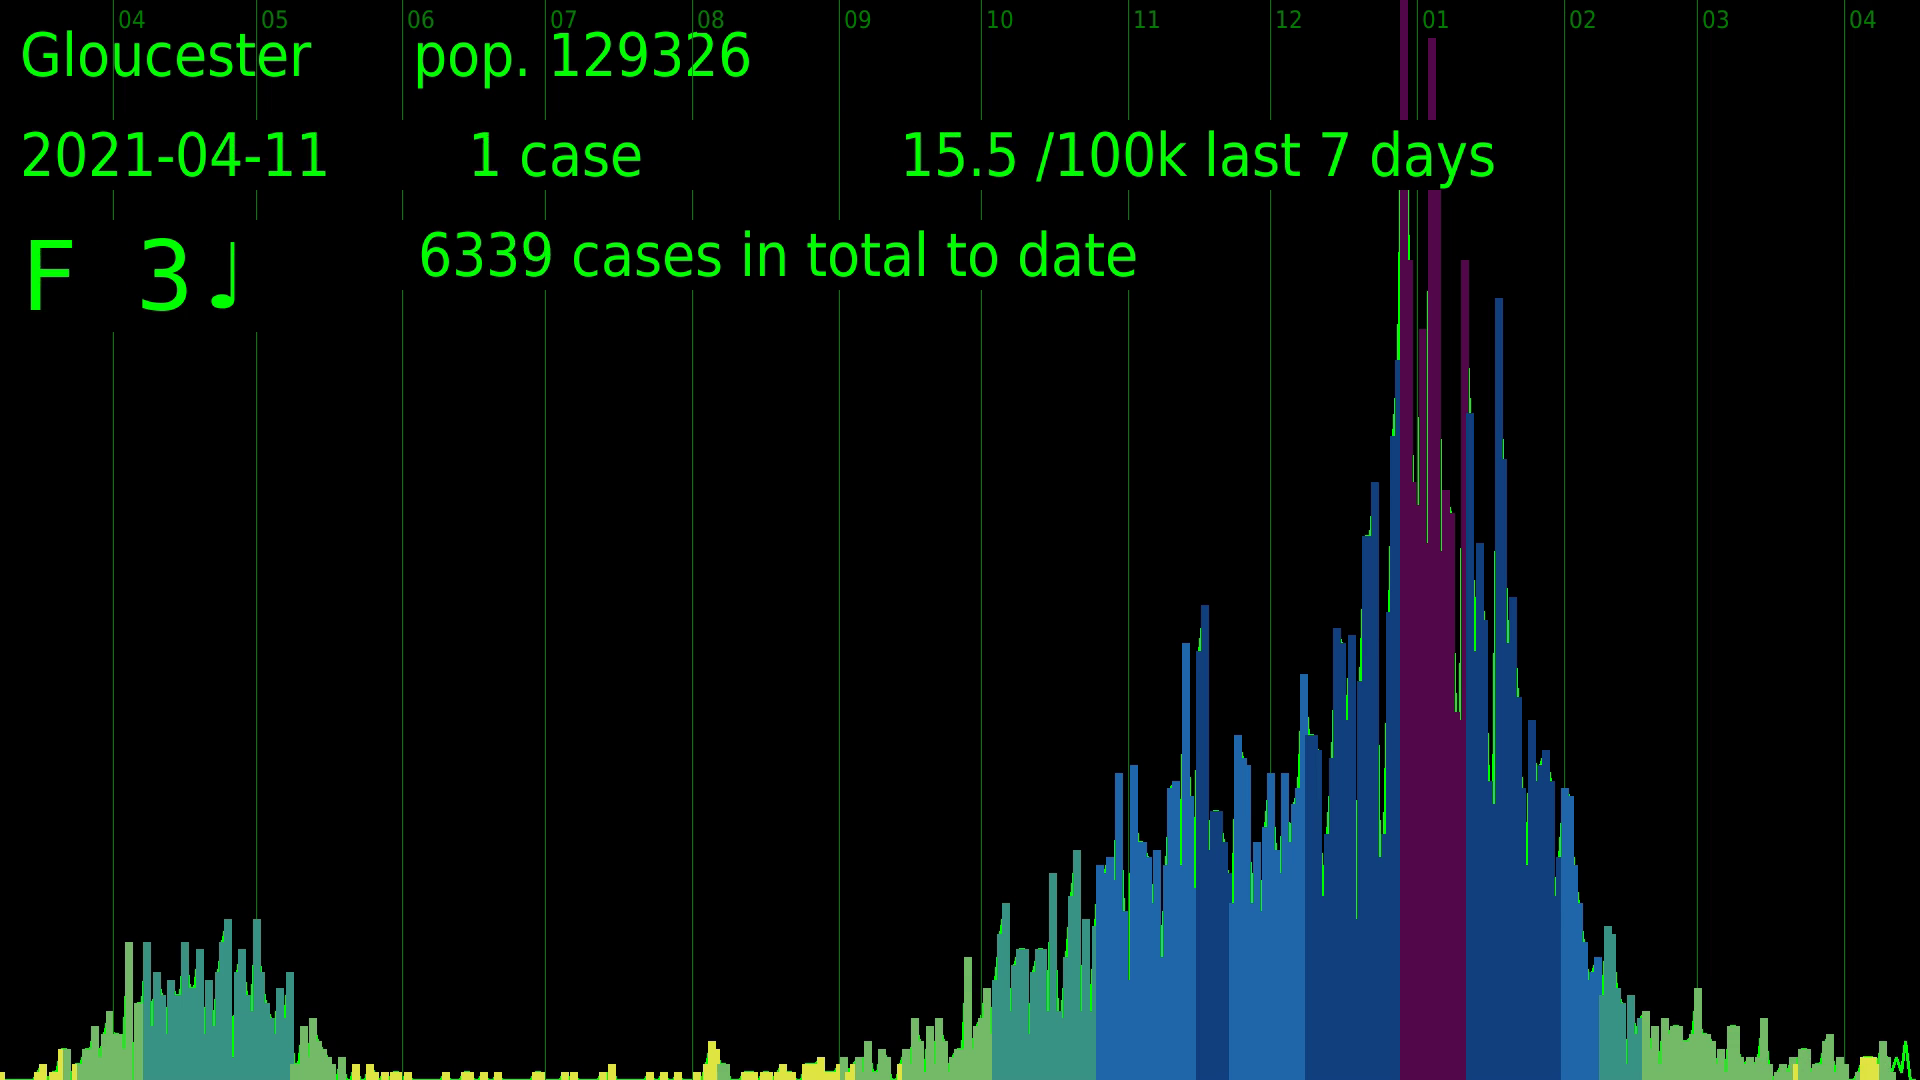 04 05 06 07 08 09 10 11 12 01 02 03 04
Gloucester pop. 129326
2021-04-11 1 case 15.5 /100k last 7 days
F 3♩ 6339 cases in total to date